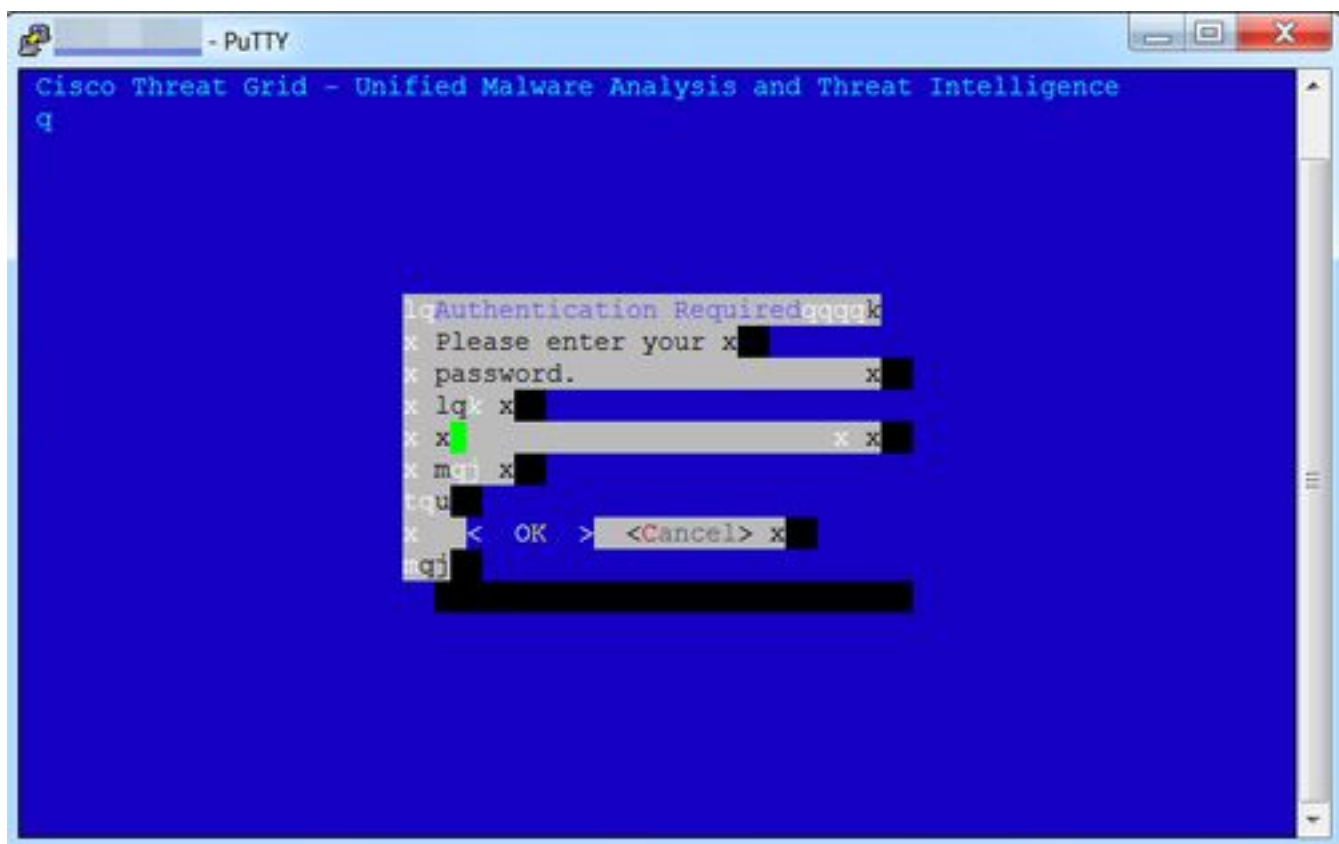 - PuTTY
Cisco Threat Grid - Unified Malware Analysis and Threat Intelligence
q
lqAuthentication Requiredqqqqk
x Please enter your x
x password. x
x lqk x
x x x x
x mqj x
tqu
x < OK > <Cancel> x
mqj